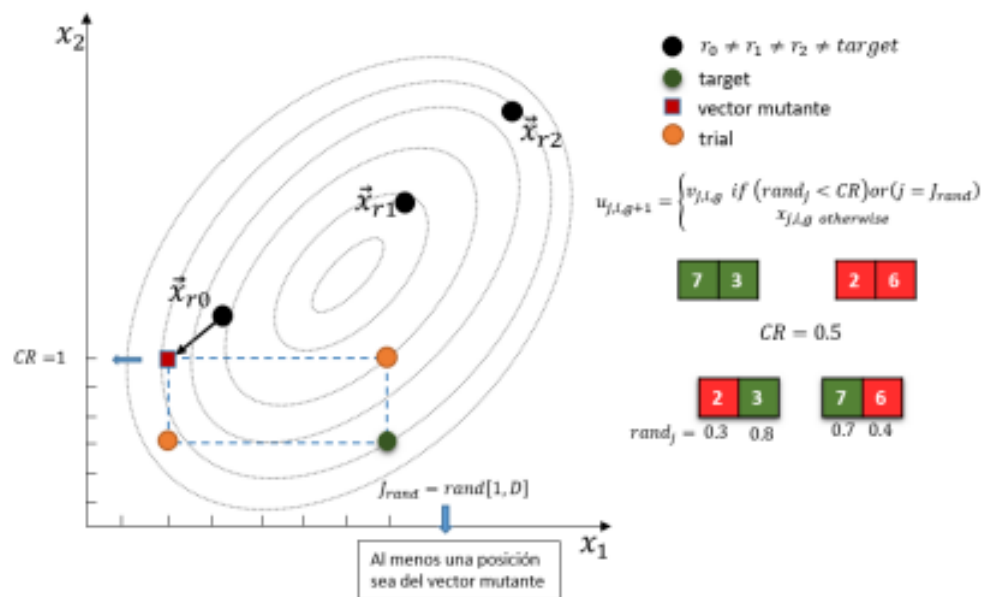 x₂
r₀ ≠ r₁ ≠ r₂ ≠ target
target
vector mutante
trial
x⃗r2
x⃗r1
x⃗r0
u_{j,i,g+1} = { v_{j,i,g} if (rand_j < CR)or(j = J_rand)
x_{j,i,g} otherwise
7 3
2 6
CR = 0.5
CR =1
2 3
7 6
rand_j = 0.3 0.8
0.7 0.4
J_rand = rand[1, D]
x₁
Al menos una posición
sea del vector mutante